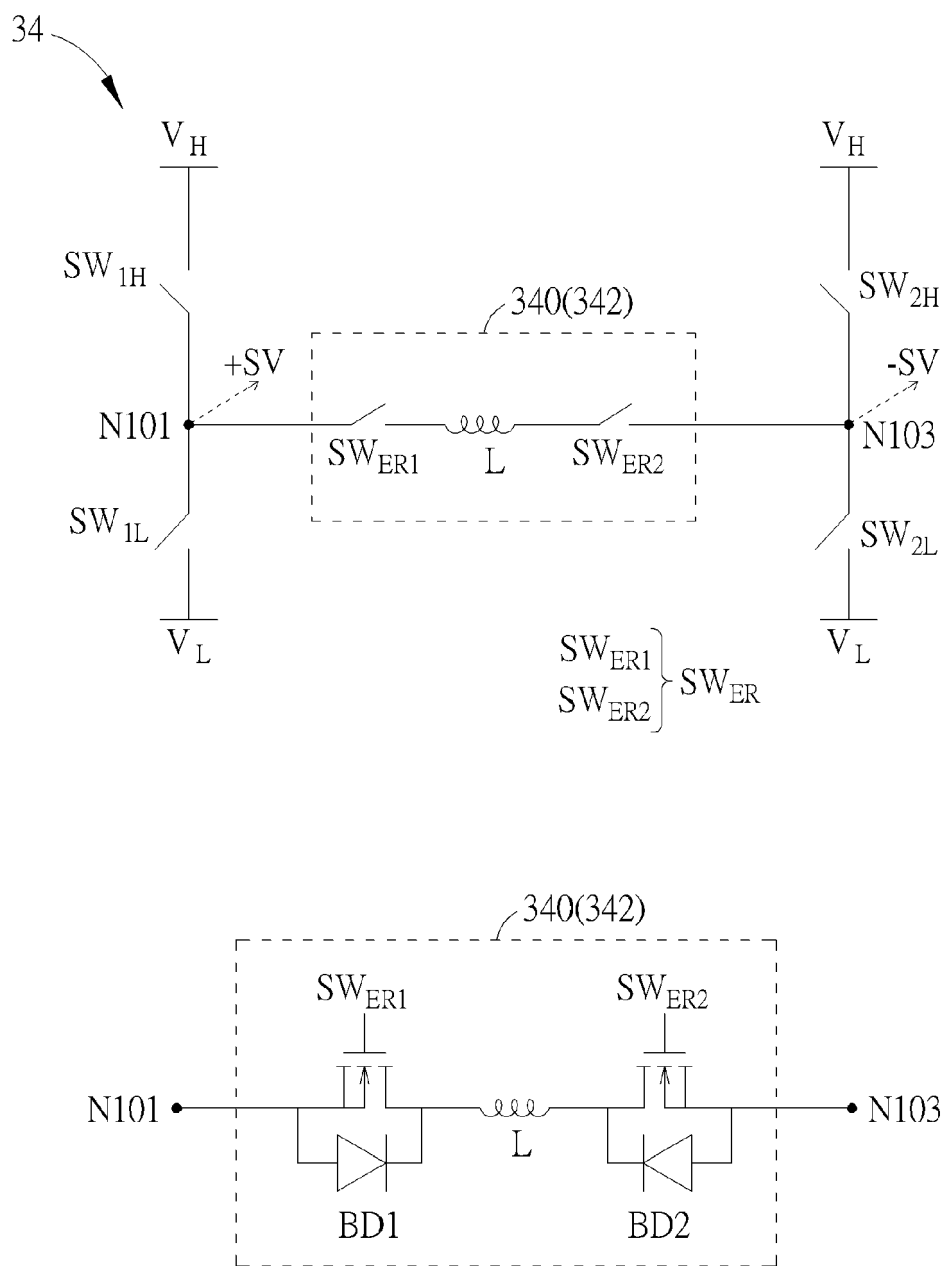 34
V_H V_H
SW_1H SW_2H
340(342)
+SV -SV
N101 N103
SW_ER1 L SW_ER2
SW_1L SW_2L
V_L V_L
SW_ER1
SW_ER2 } SW_ER
340(342)
SW_ER1 SW_ER2
N101 N103
L
BD1 BD2